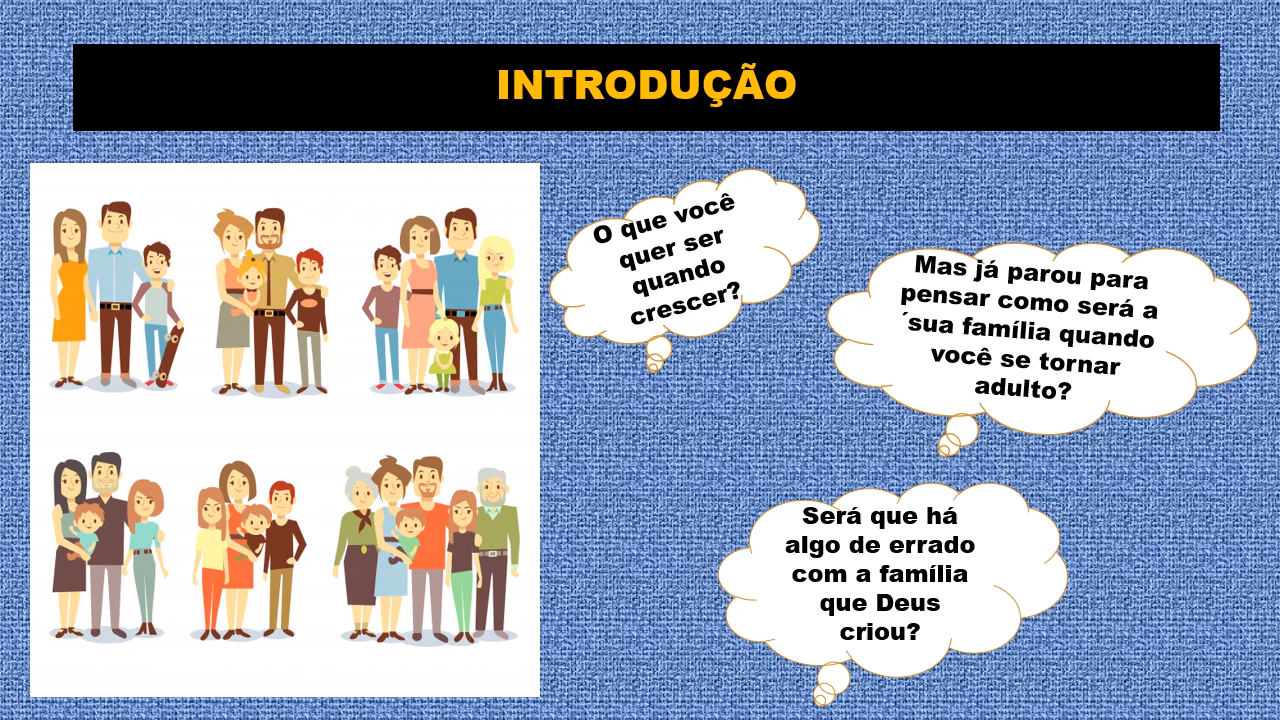 INTRODUÇÃO
O que você
quer ser
quando
crescer?
Mas já parou para
pensar como será a
´sua família quando
você se tornar
adulto?
Será que há
algo de errado
com a família
que Deus
criou?